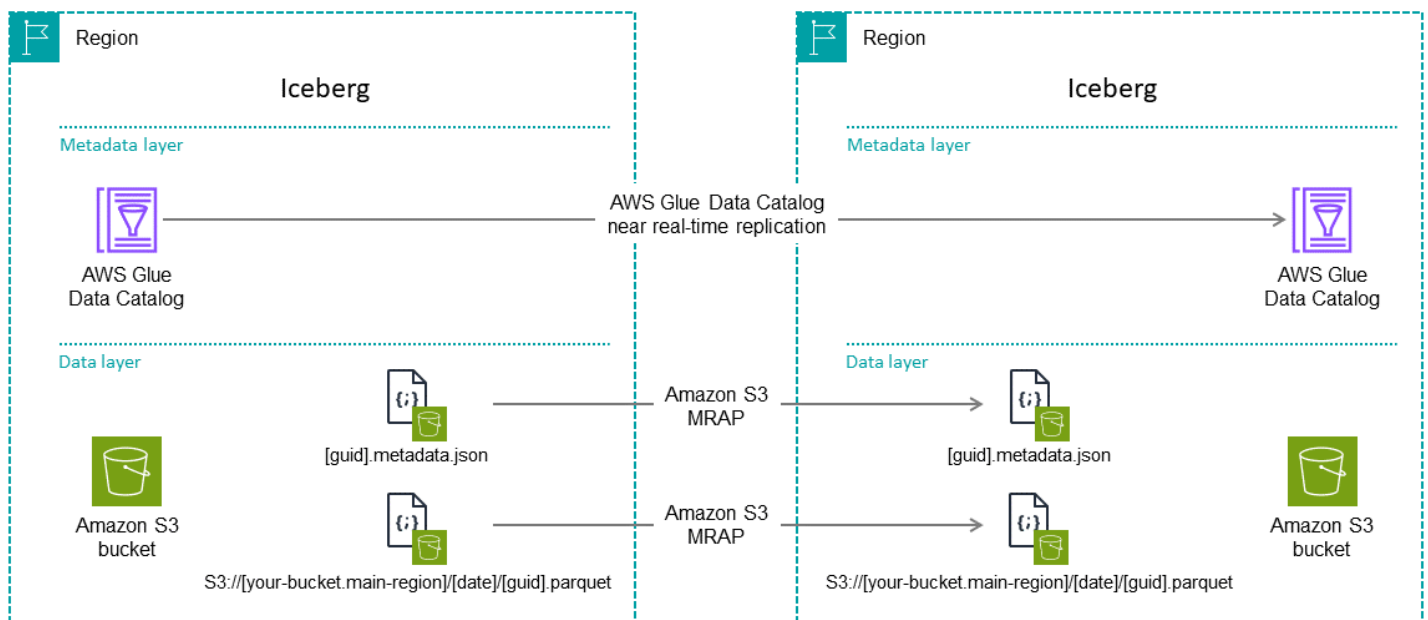 Region
Iceberg
Metadata layer
AWS Glue
Data Catalog
AWS Glue Data Catalog
near real-time replication
Data layer
{;}
[guid].metadata.json
Amazon S3
bucket
{;}
S3://[your-bucket.main-region]/[date]/[guid].parquet
Amazon S3
MRAP
Amazon S3
MRAP
Region
Iceberg
Metadata layer
AWS Glue
Data Catalog
Data layer
{;}
[guid].metadata.json
{;}
S3://[your-bucket.main-region]/[date]/[guid].parquet
Amazon S3
bucket